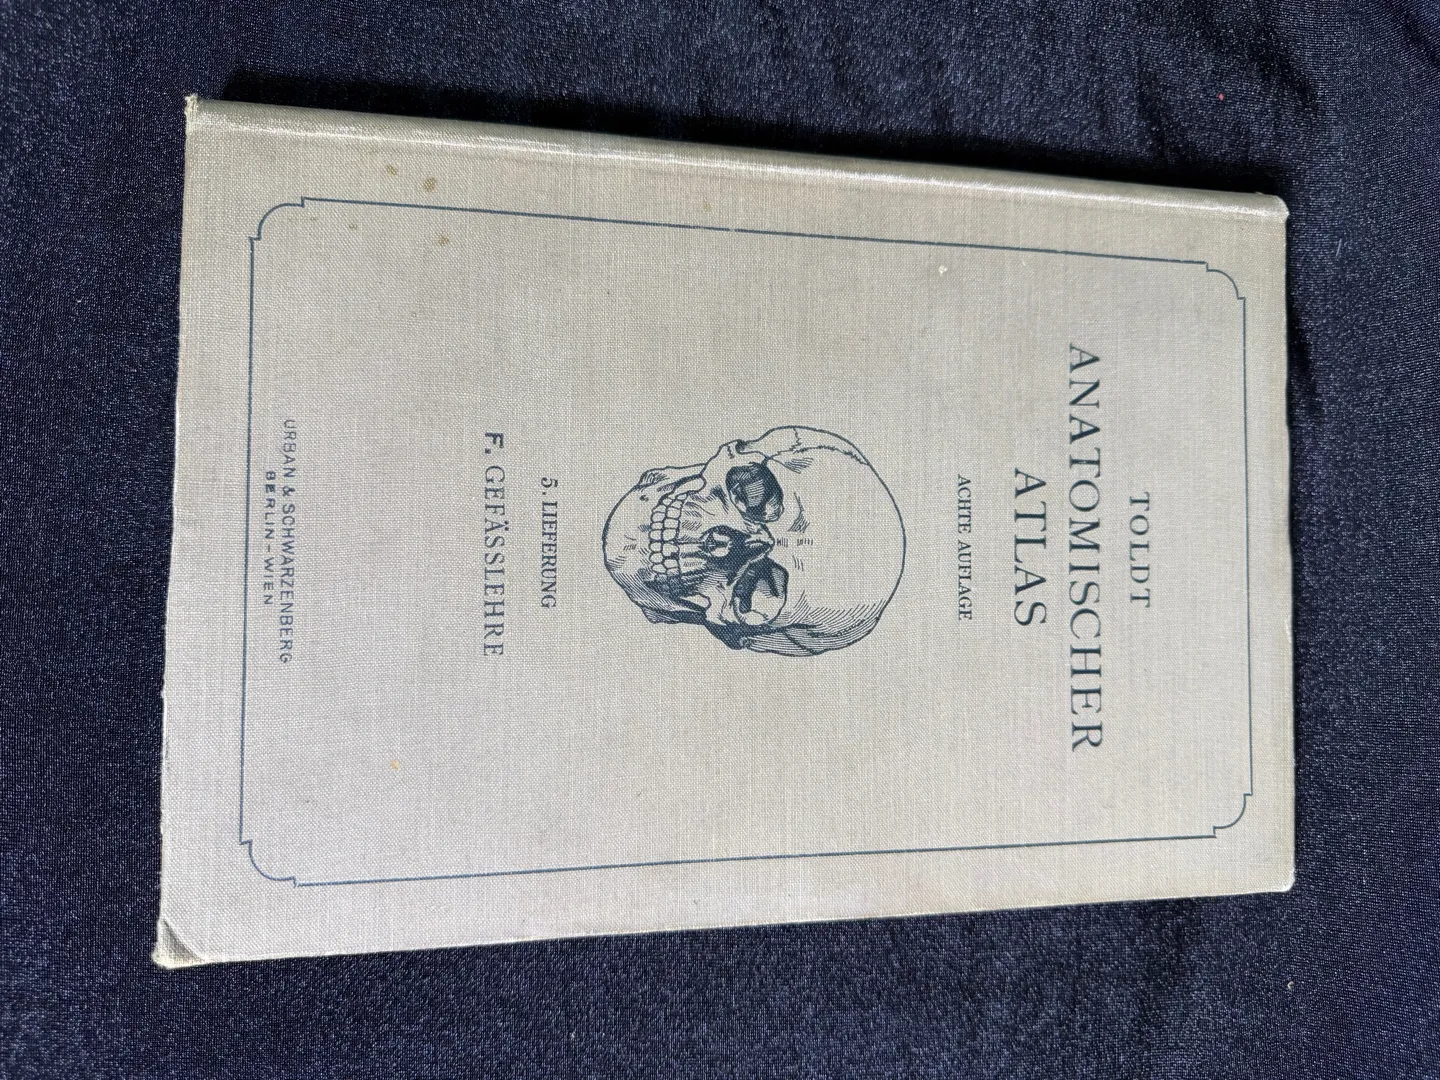 TOLDT
ANATOMISCHER
ATLAS
ACHTE AUFLAGE
5. LIEFERUNG
F. GEFÄSSLEHRE
URBAN & SCHWARZENBERG
BERLIN-WIEN